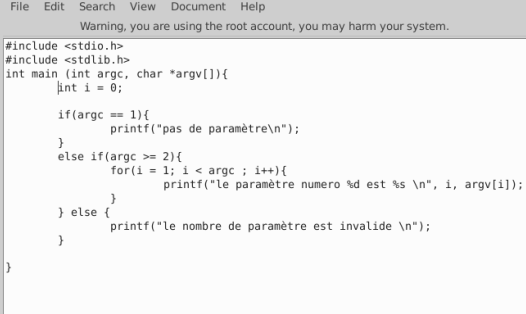 File Edit Search View Document Help
Warning, you are using the root account, you may harm your system.
#include <stdio.h>
#include <stdlib.h>
int main (int argc, char *argv[]){
        int i = 0;

        if(argc == 1){
                printf("pas de paramètre\n");
        }
        else if(argc >= 2){
                for(i = 1; i < argc ; i++){
                        printf("le paramètre numero %d est %s \n", i, argv[i]);
                }
        } else {
                printf("le nombre de paramètre est invalide \n");
        }

}